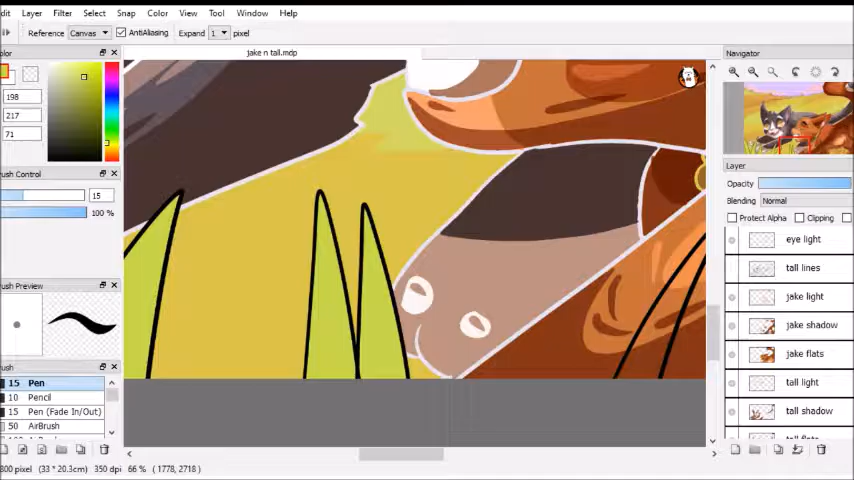 dit Layer Filter Select Snap Color Tool View Window Help
Reference Canvas AntiAliasing Expand 1 pixel
olor
jake n tall.mdp
Navigator
198
217
71
rush Control
15
100 %
Layer
Opacity
Blending Normal
Protect Alpha Clipping
eye light
tall lines
jake light
jake shadow
jake flats
tall light
tall shadow
tall flats
rush Preview
rush
15 Pen
10 Pencil
15 Pen (Fade In/Out)
50 AirBrush
800 pixel (33 * 20.3cm) 350 dpi 66 % (1778, 2718)